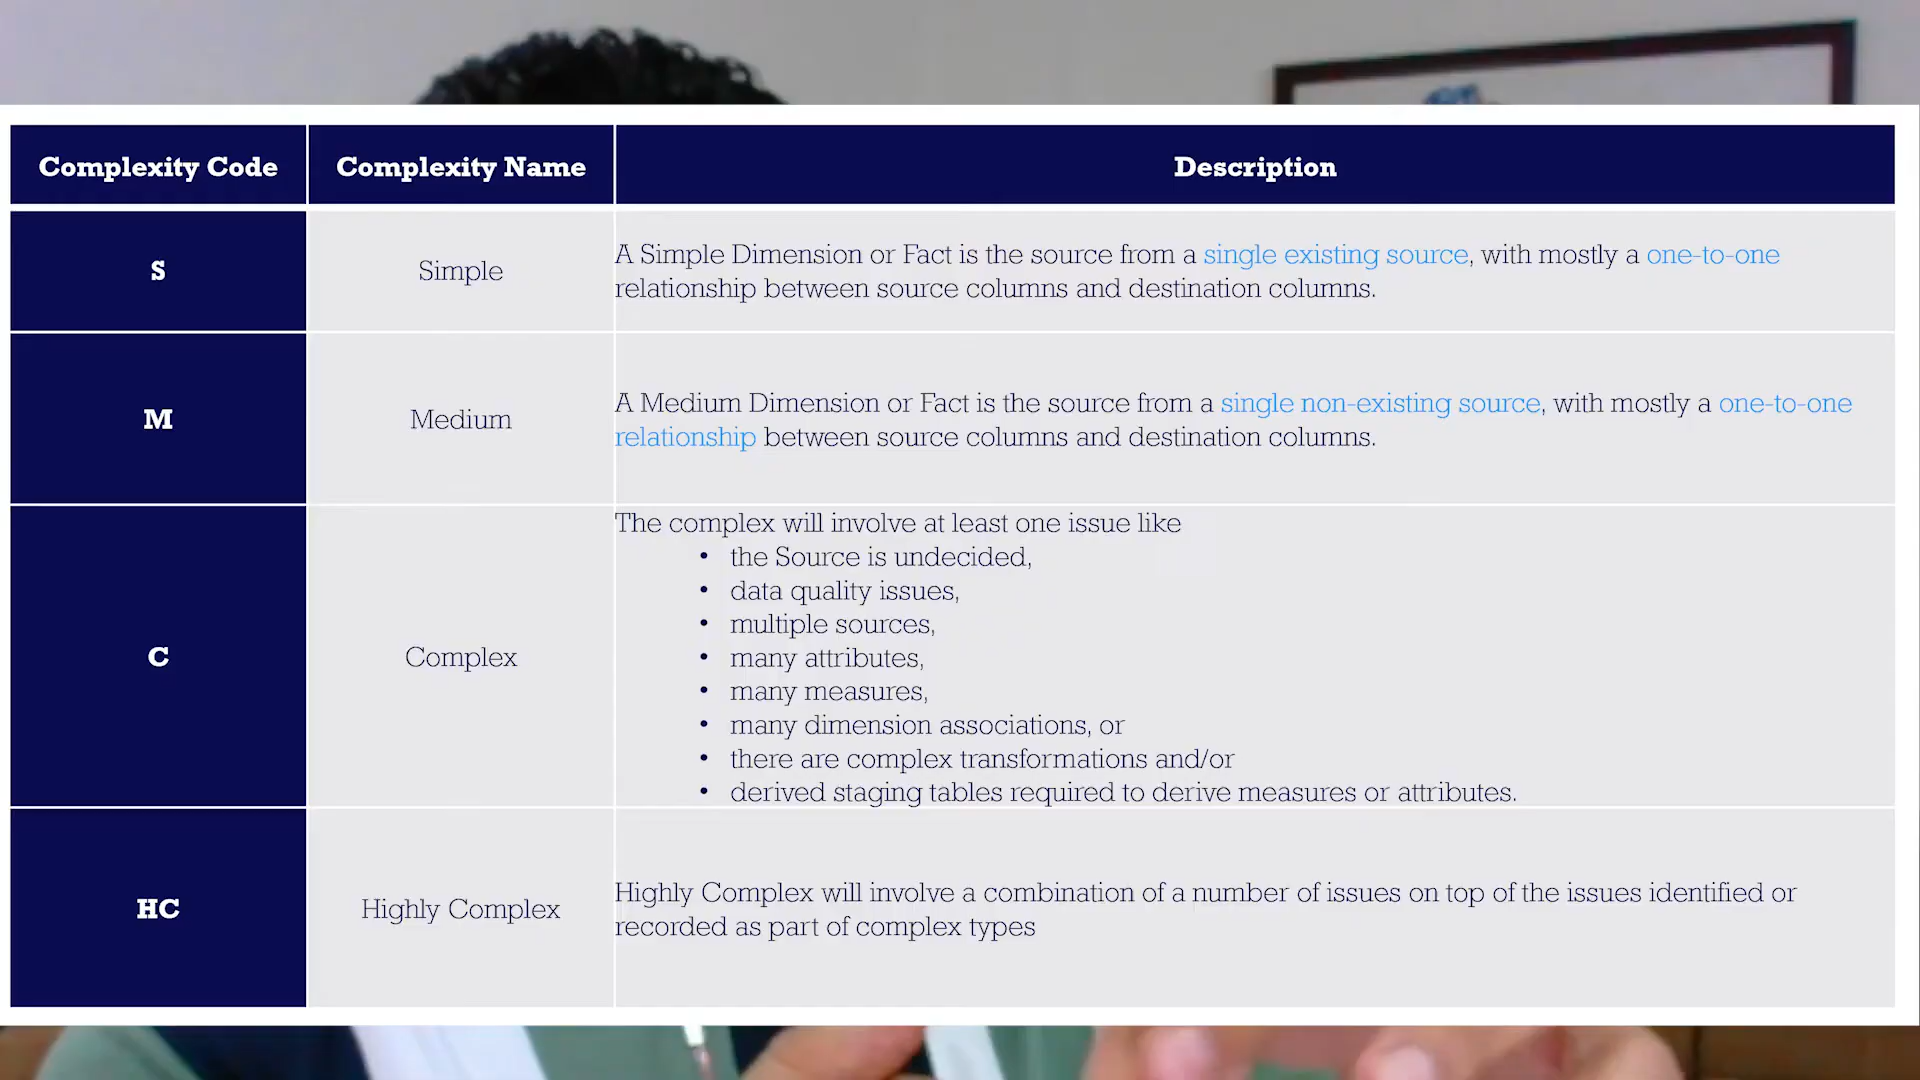 Complexity Code
Complexity Name
Description
S
Simple
A Simple Dimension or Fact is the source from a single existing source, with mostly a one-to-one
relationship between source columns and destination columns.
M
Medium
A Medium Dimension or Fact is the source from a single non-existing source, with mostly a one-to-one
relationship between source columns and destination columns.
C
Complex
The complex will involve at least one issue like
• the Source is undecided,
• data quality issues,
• multiple sources,
• many attributes,
• many measures,
• many dimension associations, or
• there are complex transformations and/or
• derived staging tables required to derive measures or attributes.
HC
Highly Complex
Highly Complex will involve a combination of a number of issues on top of the issues identified or
recorded as part of complex types